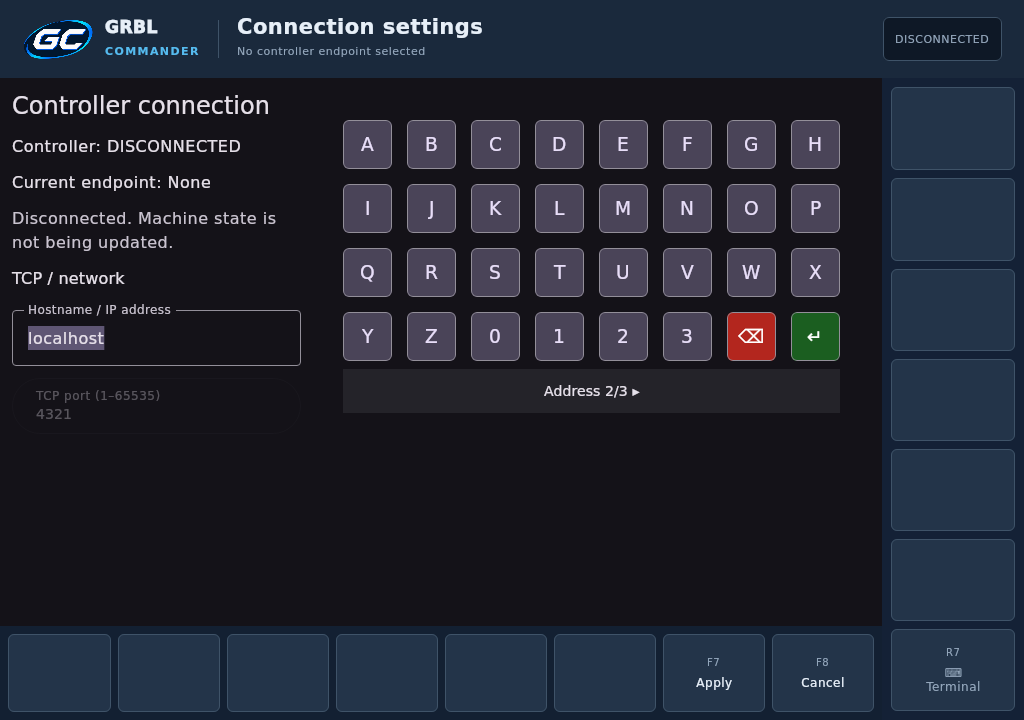 GC
GRBL
COMMANDER
Connection settings
No controller endpoint selected
DISCONNECTED
Controller connection
Controller: DISCONNECTED
Current endpoint: None
Disconnected. Machine state is
not being updated.
TCP / network
Hostname / IP address
localhost
TCP port (1–65535)
4321
A B C D E F G H
I J K L M N O P
Q R S T U V W X
Y Z 0 1 2 3 ⌫ ↵
Address 2/3 ▸
F7
Apply
F8
Cancel
R7
⌨
Terminal